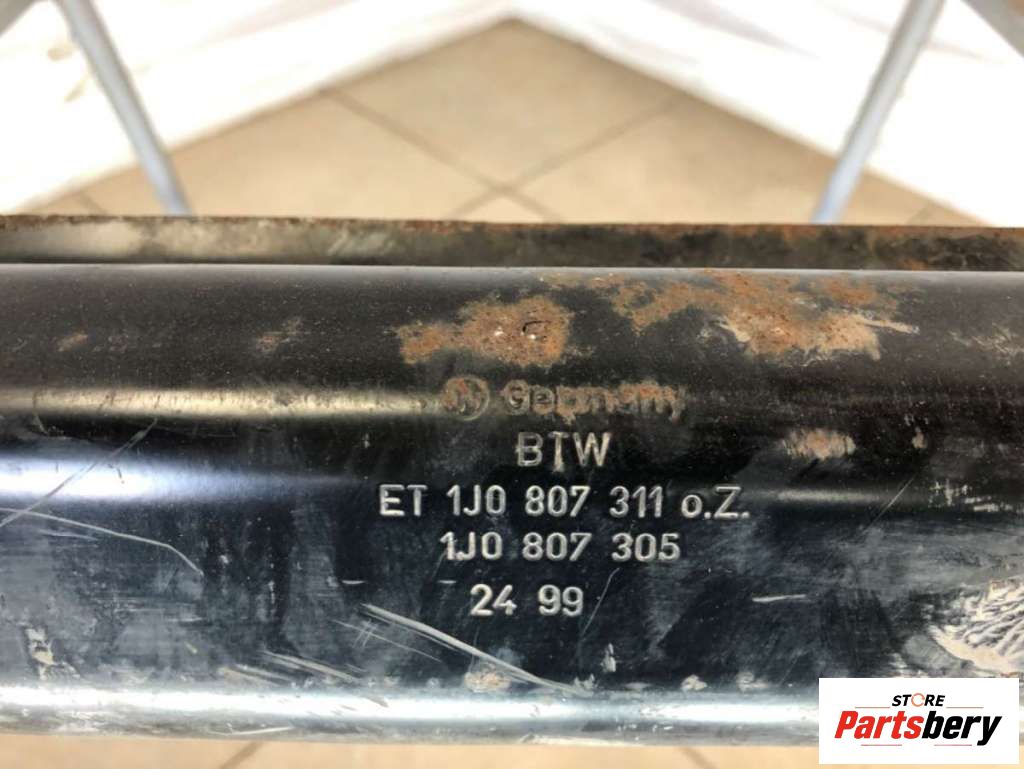 Germany
BTW
ET 1J0 807 311 o.Z.
1J0 807 305
24 99
STORE
Partsbery